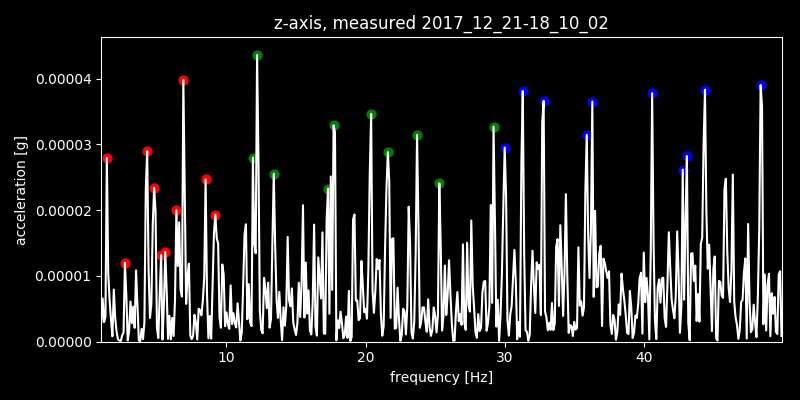 z-axis, measured 2017_12_21-18_10_02
0.00004
0.00003
0.00002
0.00001
0.00000
acceleration [g]
10 20 30 40
frequency [Hz]